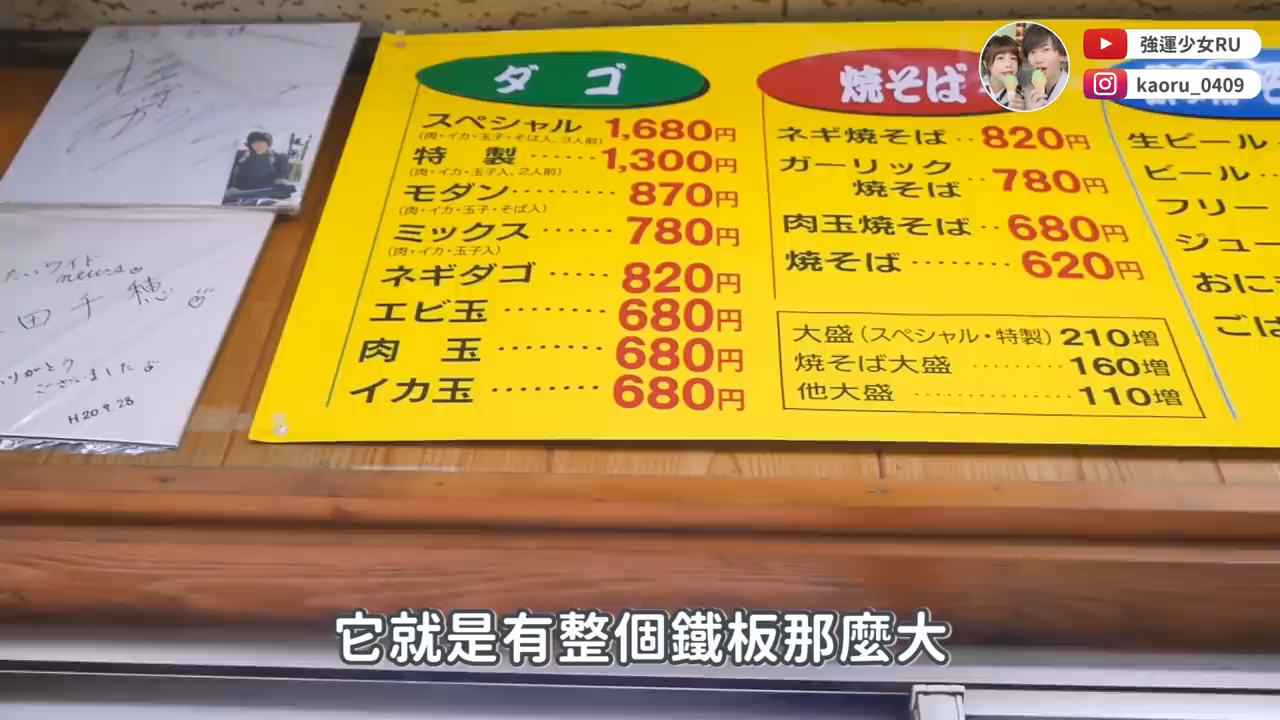 強運少女RU
kaoru_0409
ダゴ
スペシャル 1,680円
(肉・イカ・玉子・そば入、3人前)
特製……1,300円
(肉・イカ・玉子入、2人前)
モダン………870円
(肉・イカ・玉子・そば入)
ミックス……780円
(肉・イカ・玉子入)
ネギダゴ……820円
エビ玉………680円
肉玉………680円
イカ玉………680円
焼そば
ネギ焼そば‥820円
ガーリック
焼そば‥780円
肉玉焼そば‥680円
焼そば………620円
大盛(スペシャル・特製)210増
焼そば大盛………160増
他大盛………110増
生ビール
ビール
フリー
ジュー
おに
ごは
ワイド
news
田千穂
りがとう
ございました
H20.9.28
它就是有整個鐵板那麼大